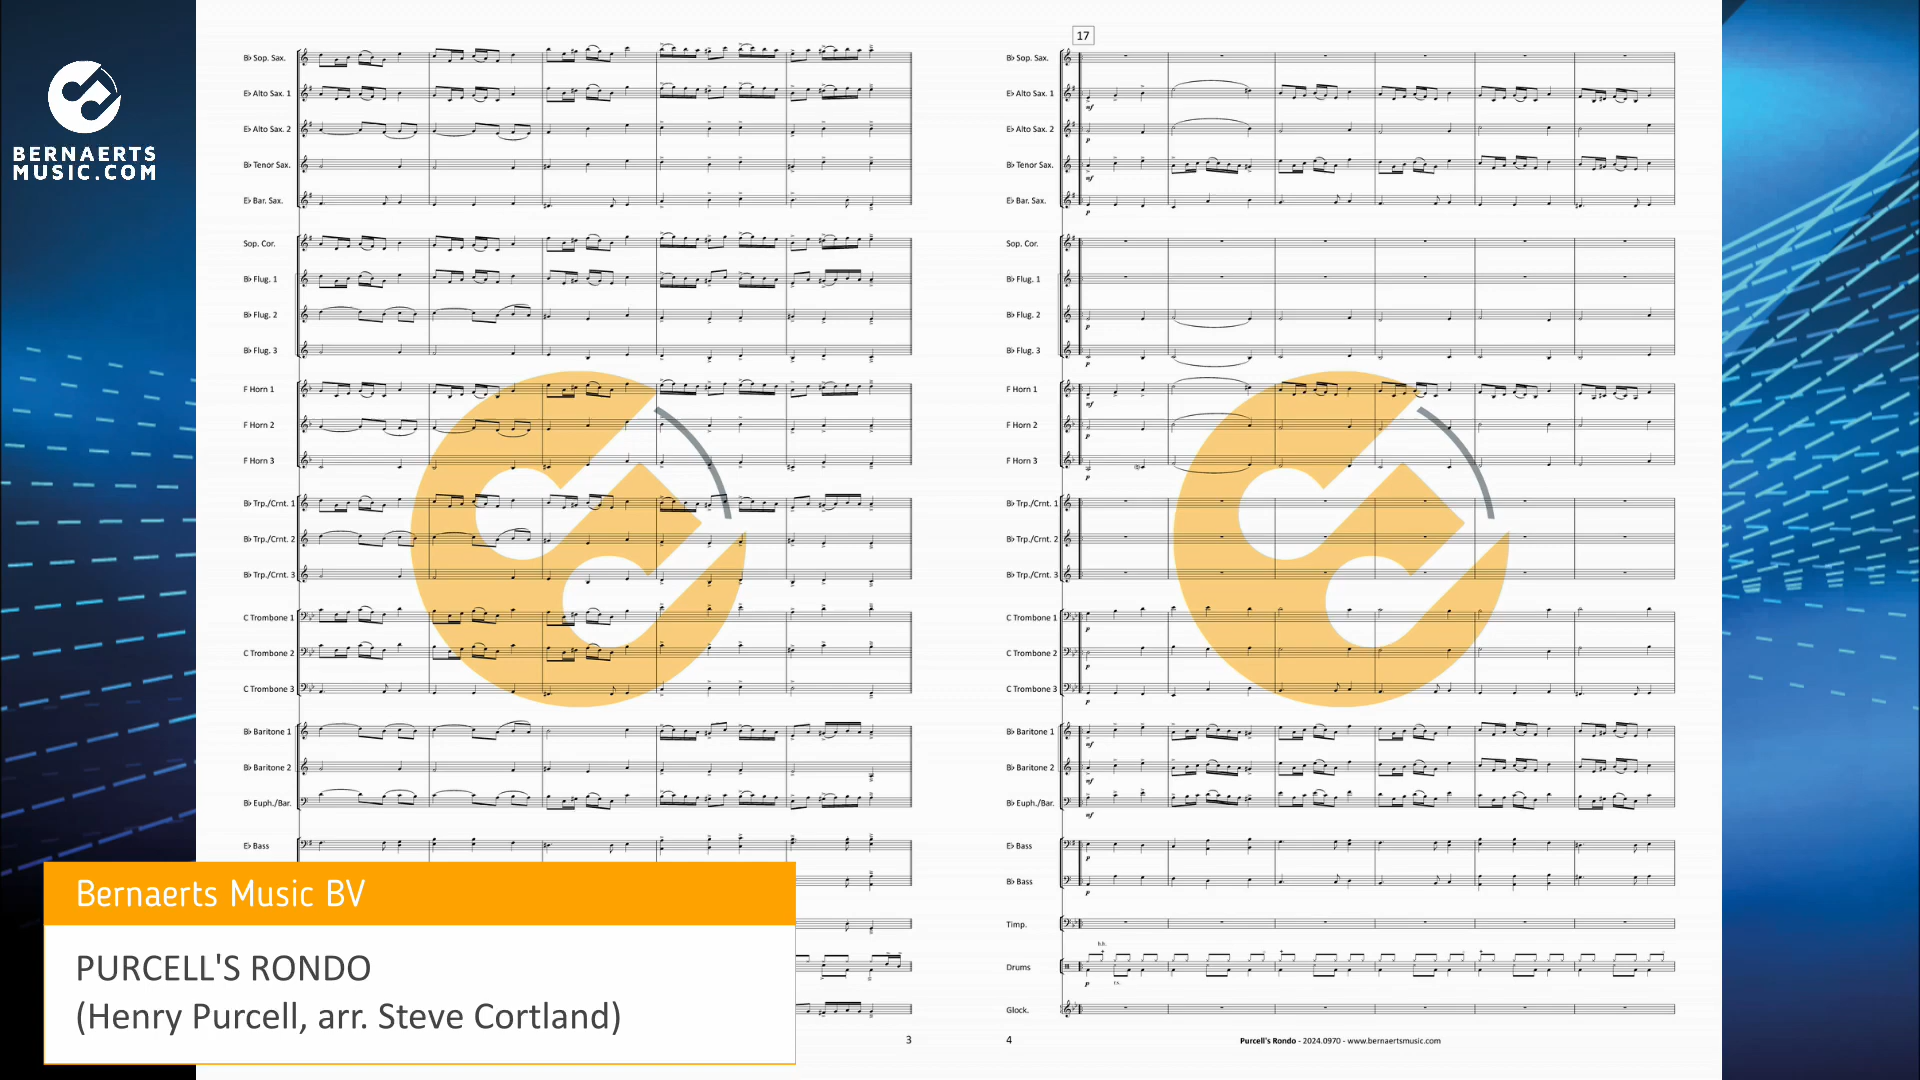 BERNAERTS
MUSIC.COM
B♭ Sop. Sax.
E♭ Alto Sax. 1
E♭ Alto Sax. 2
B♭ Tenor Sax.
E♭ Bar. Sax.
Sop. Cor.
B♭ Flug. 1
B♭ Flug. 2
B♭ Flug. 3
F Horn 1
F Horn 2
F Horn 3
B♭ Trp./Crnt. 1
B♭ Trp./Crnt. 2
B♭ Trp./Crnt. 3
C Trombone 1
C Trombone 2
C Trombone 3
B♭ Baritone 1
B♭ Baritone 2
B♭ Euph./Bar.
E♭ Bass
3
17
B♭ Sop. Sax.
E♭ Alto Sax. 1
mf
E♭ Alto Sax. 2
p
B♭ Tenor Sax.
mf
E♭ Bar. Sax.
p
Sop. Cor.
B♭ Flug. 1
B♭ Flug. 2
p
B♭ Flug. 3
p
F Horn 1
mf
F Horn 2
p
F Horn 3
p
B♭ Trp./Crnt. 1
B♭ Trp./Crnt. 2
B♭ Trp./Crnt. 3
C Trombone 1
p
C Trombone 2
p
C Trombone 3
p
B♭ Baritone 1
mf
B♭ Baritone 2
mf
B♭ Euph./Bar.
mf
E♭ Bass
p
B♭ Bass
p
Timp.
h.h.
Drums
p
Glock.
4
Purcell's Rondo - 2024.0970 - www.bernaertsmusic.com
Bernaerts Music BV
PURCELL'S RONDO
(Henry Purcell, arr. Steve Cortland)